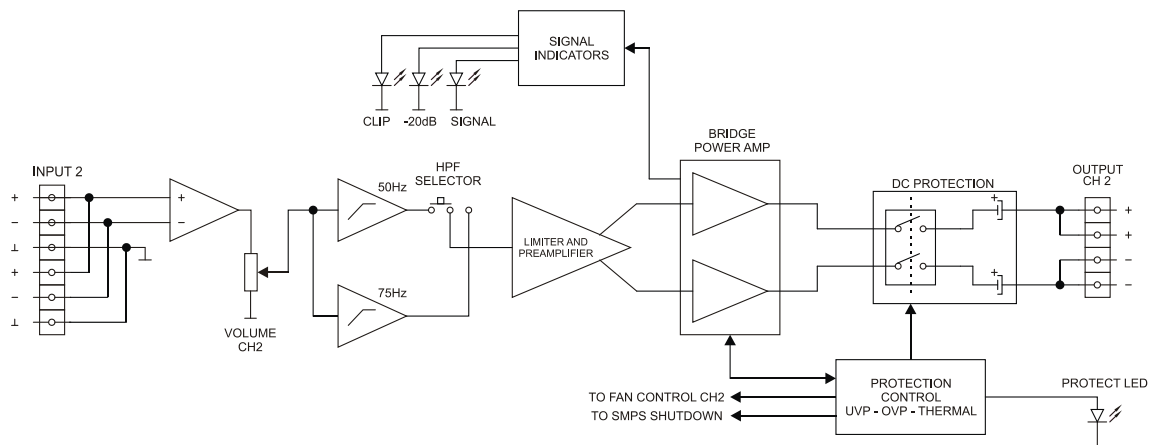 SIGNAL
INDICATORS
CLIP
-20dB
SIGNAL
BRIDGE
POWER AMP
INPUT 2
+
−
⊥
+
−
⊥
+
−
VOLUME
CH2
50Hz
75Hz
HPF
SELECTOR
LIMITER AND
PREAMPLIFIER
DC PROTECTION
+
+
OUTPUT
CH 2
+
+
−
−
PROTECTION
CONTROL
UVP - OVP - THERMAL
TO FAN CONTROL CH2
TO SMPS SHUTDOWN
PROTECT LED